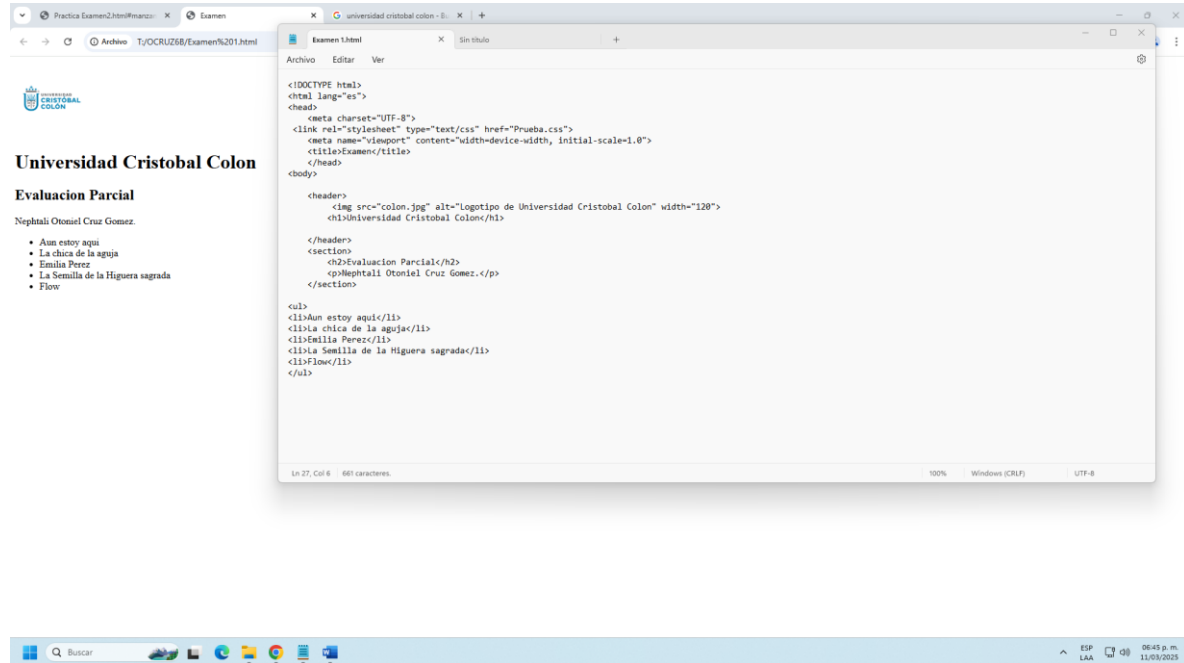 Practica Examen2.html#manzan
Examen
universidad cristobal colon - Bu
Archivo T:/OCRUZ6B/Examen%201.html
UNIVERSIDAD
CRISTÓBAL
COLÓN
Universidad Cristobal Colon
Evaluacion Parcial
Nephtali Otoniel Cruz Gomez.
Aun estoy aqui
La chica de la aguja
Emilia Perez
La Semilla de la Higuera sagrada
Flow
Examen 1.html
Sin título
Archivo Editar Ver
<!DOCTYPE html>
<html lang="es">
<head>
<meta charset="UTF-8">
<link rel="stylesheet" type="text/css" href="Prueba.css">
<meta name="viewport" content="width=device-width, initial-scale=1.0">
<title>Examen</title>
</head>
<body>
<header>
<img src="colon.jpg" alt="Logotipo de Universidad Cristobal Colon" width="120">
<h1>Universidad Cristobal Colon</h1>
</header>
<section>
<h2>Evaluacion Parcial</h2>
<p>Nephtali Otoniel Cruz Gomez.</p>
</section>
<ul>
<li>Aun estoy aqui</li>
<li>La chica de la aguja</li>
<li>Emilia Perez</li>
<li>La Semilla de la Higuera sagrada</li>
<li>Flow</li>
</ul>
Ln 27, Col 6 661 caracteres. 100% Windows (CRLF) UTF-8
Buscar
ESP
LAA
06:45 p. m.
11/03/2025